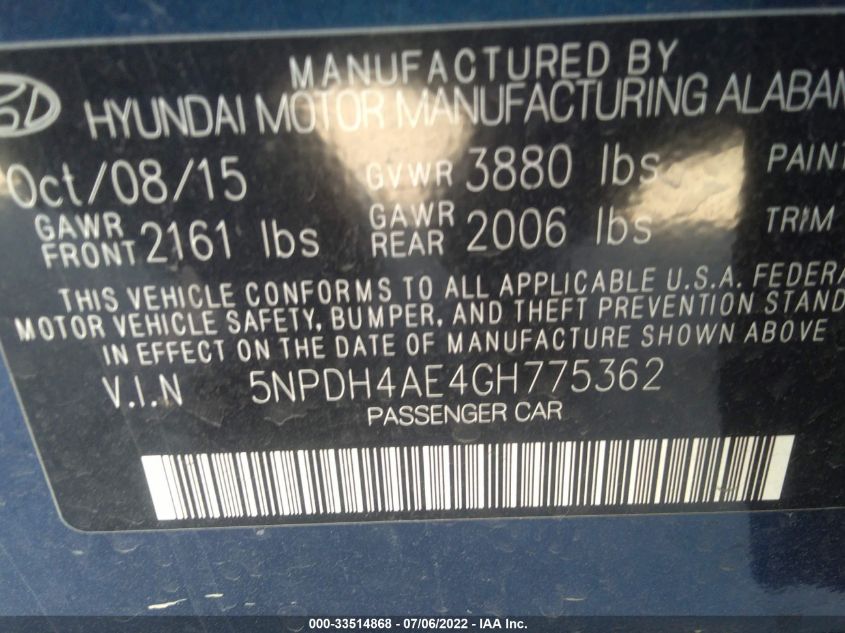 MANUFACTURED BY
HYUNDAI MOTOR MANUFACTURING ALABAM
Oct/08/15 GVWR 3880 lbs PAINT
GAWR FRONT 2161 lbs GAWR REAR 2006 lbs TRIM
THIS VEHICLE CONFORMS TO ALL APPLICABLE U.S.A. FEDERA
MOTOR VEHICLE SAFETY, BUMPER, AND THEFT PREVENTION STAND
IN EFFECT ON THE DATE OF MANUFACTURE SHOWN ABOVE
V.I.N 5NPDH4AE4GH775362
PASSENGER CAR
000-33514868 - 07/06/2022 - IAA Inc.